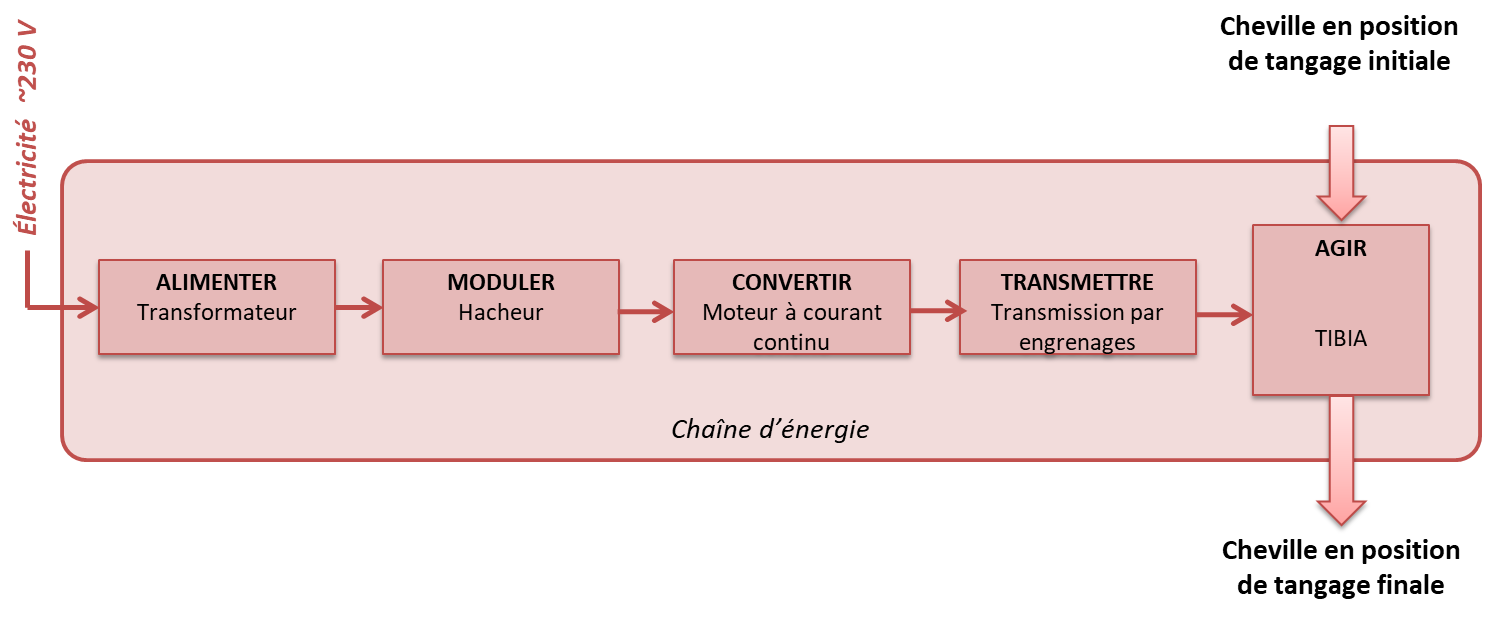 Électricité ~230 V
Cheville en position
de tangage initiale
ALIMENTER
Transformateur
MODULER
Hacheur
CONVERTIR
Moteur à courant
continu
TRANSMETTRE
Transmission par
engrenages
AGIR
TIBIA
Chaîne d’énergie
Cheville en position
de tangage finale